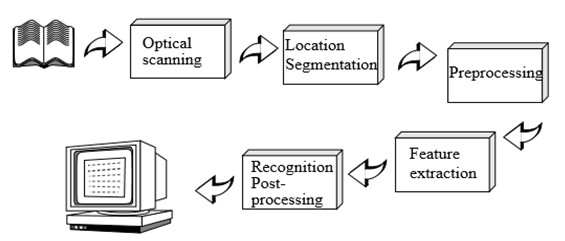 Optical
scanning
Location
Segmentation
Preprocessing
Feature
extraction
Recognition
Post-
processing